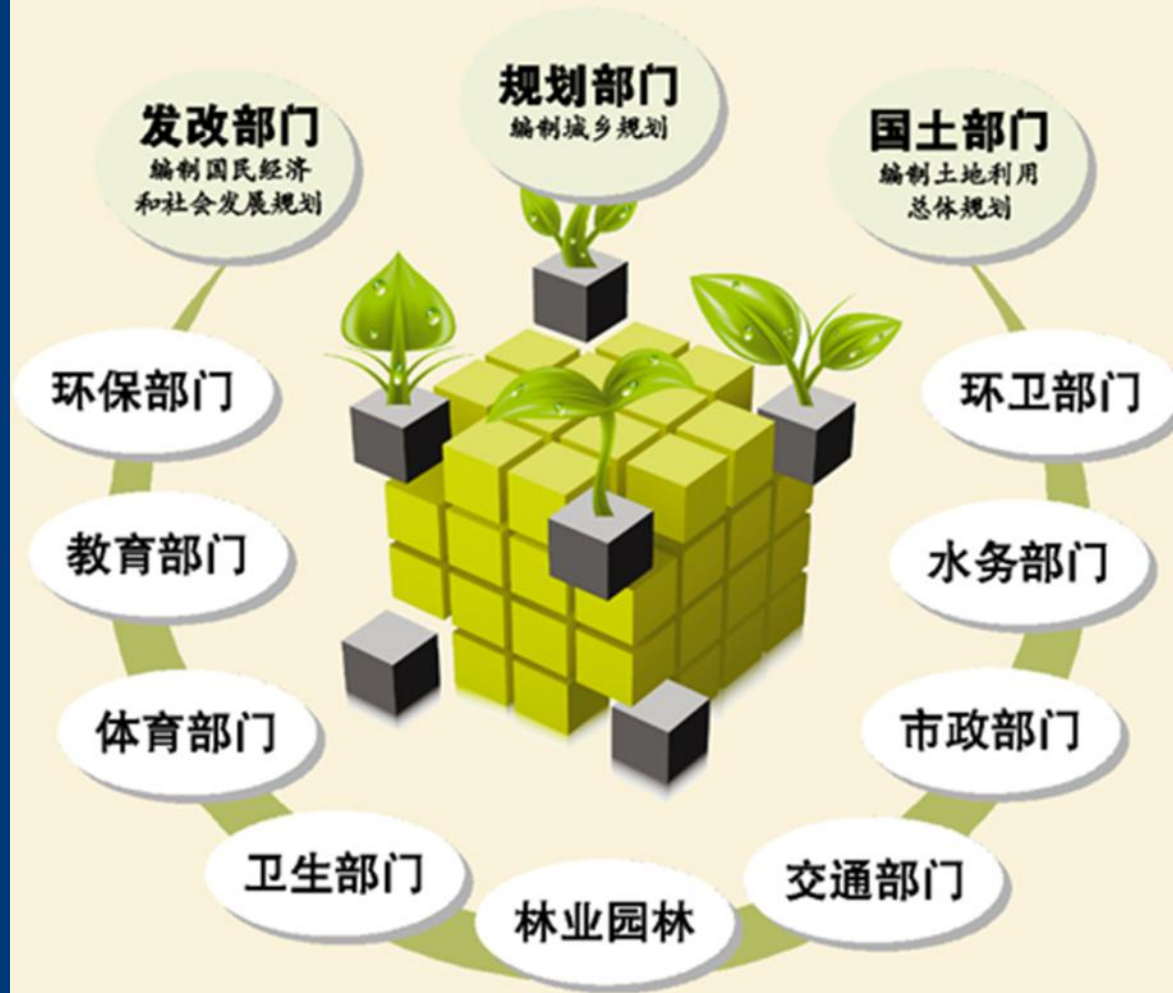 规划部门
编制城乡规划
发改部门
编制国民经济
和社会发展规划
国土部门
编制土地利用
总体规划
环保部门
环卫部门
教育部门
水务部门
体育部门
市政部门
卫生部门
交通部门
林业园林